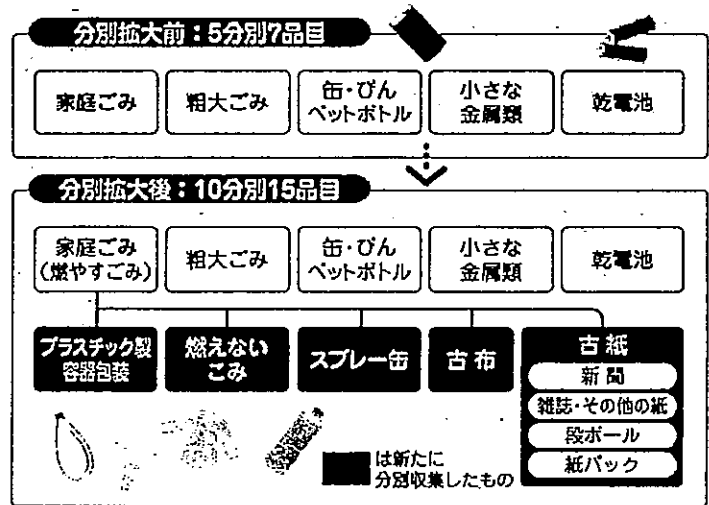 分別拡大前：5分別7品目
家庭ごみ
粗大ごみ
缶・びん
ペットボトル
小さな
金属類
乾電池
分別拡大後：10分別15品目
家庭ごみ
(燃やすごみ)
粗大ごみ
缶・びん
ペットボトル
小さな
金属類
乾電池
プラスチック製
容器包装
燃えない
ごみ
スプレー缶
古布
古紙
新聞
雑誌・その他の紙
段ボール
紙パック
は新たに
分別収集したもの